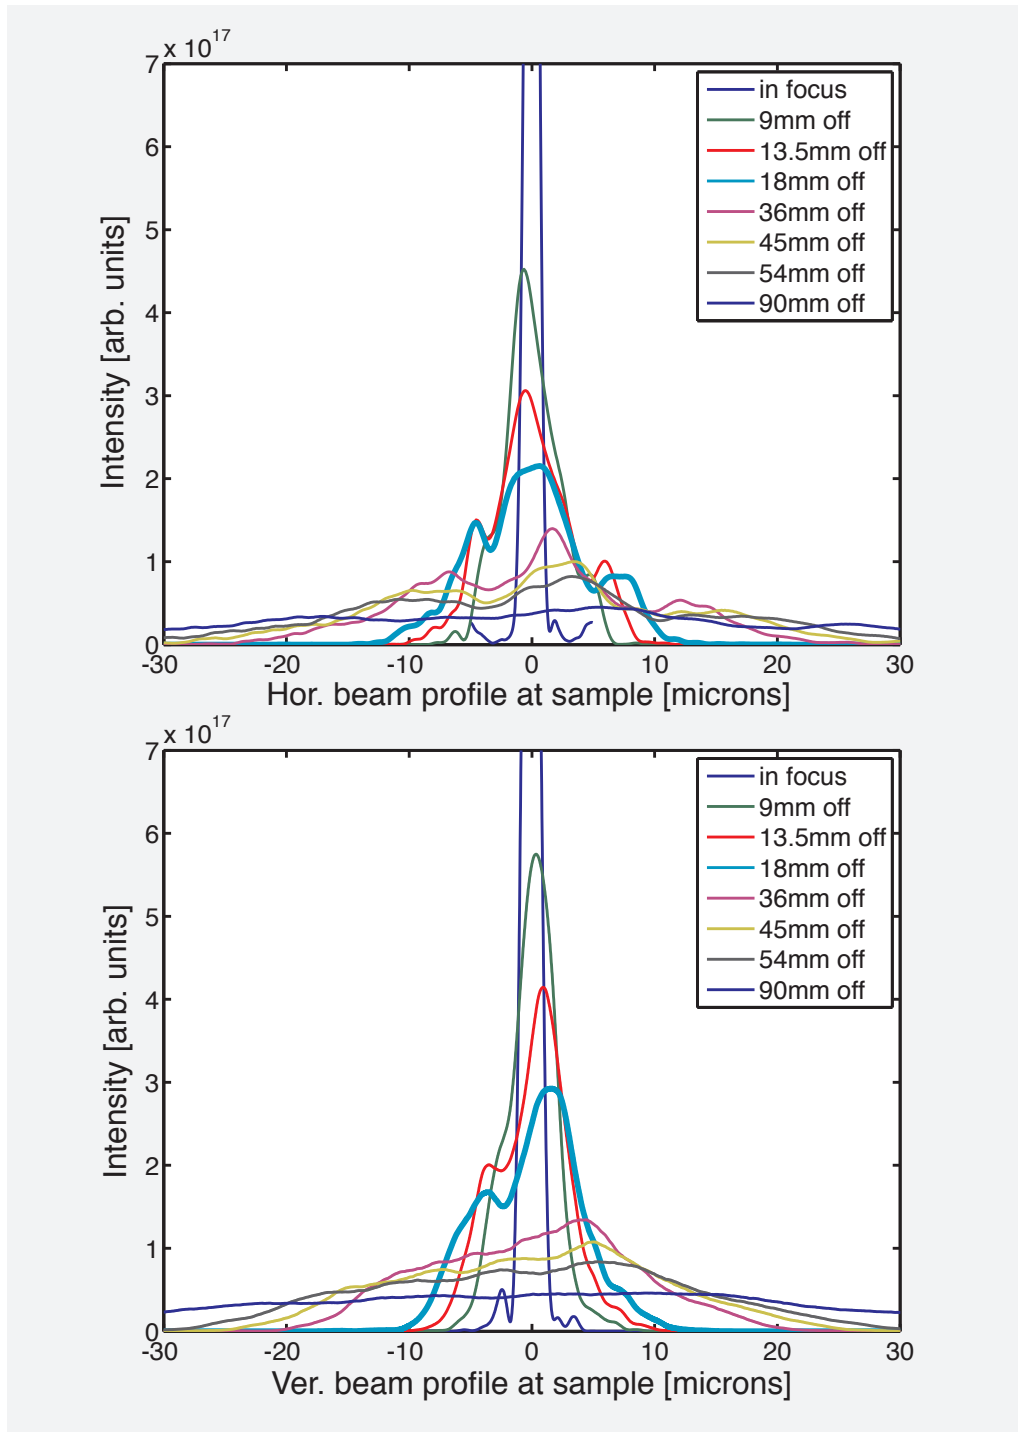 7 x 10^17
6
5
4
3
2
1
0
Intensity [arb. units]
in focus
9mm off
13.5mm off
18mm off
36mm off
45mm off
54mm off
90mm off
-30 -20 -10 0 10 20 30
Hor. beam profile at sample [microns]
7 x 10^17
6
5
4
3
2
1
0
Intensity [arb. units]
in focus
9mm off
13.5mm off
18mm off
36mm off
45mm off
54mm off
90mm off
-30 -20 -10 0 10 20 30
Ver. beam profile at sample [microns]